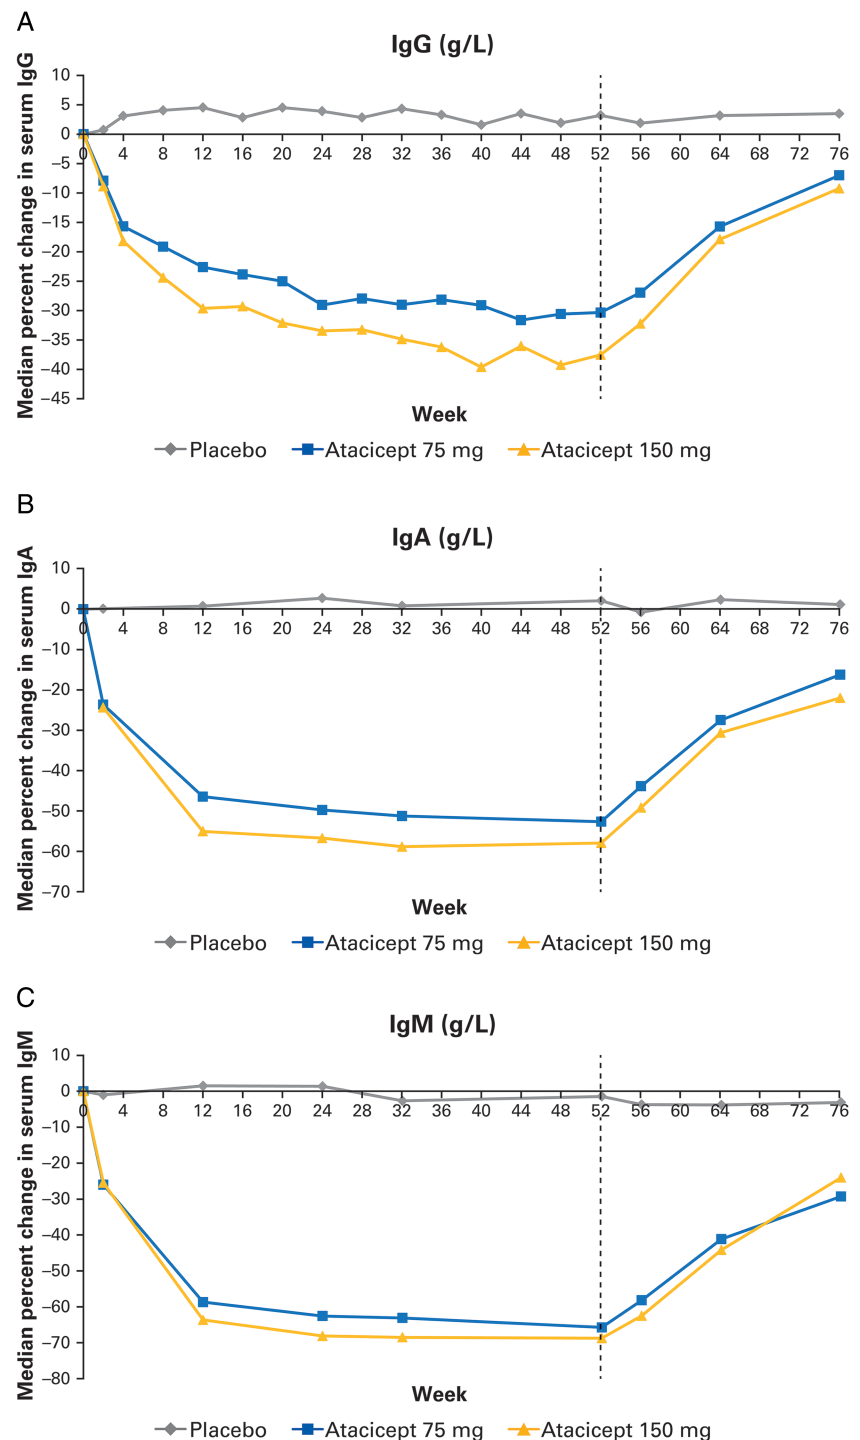 A
IgG (g/L)
Median percent change in serum IgG
10
5
0
–5
–10
–15
–20
–25
–30
–35
–40
–45
0 4 8 12 16 20 24 28 32 36 40 44 48 52 56 60 64 68 72 76
Week
Placebo Atacicept 75 mg Atacicept 150 mg
B
IgA (g/L)
Median percent change in serum IgA
10
0
–10
–20
–30
–40
–50
–60
–70
0 4 8 12 16 20 24 28 32 36 40 44 48 52 56 60 64 68 72 76
Week
Placebo Atacicept 75 mg Atacicept 150 mg
C
IgM (g/L)
Median percent change in serum IgM
10
0
–10
–20
–30
–40
–50
–60
–70
–80
0 4 8 12 16 20 24 28 32 36 40 44 48 52 56 60 64 68 72 76
Week
Placebo Atacicept 75 mg Atacicept 150 mg